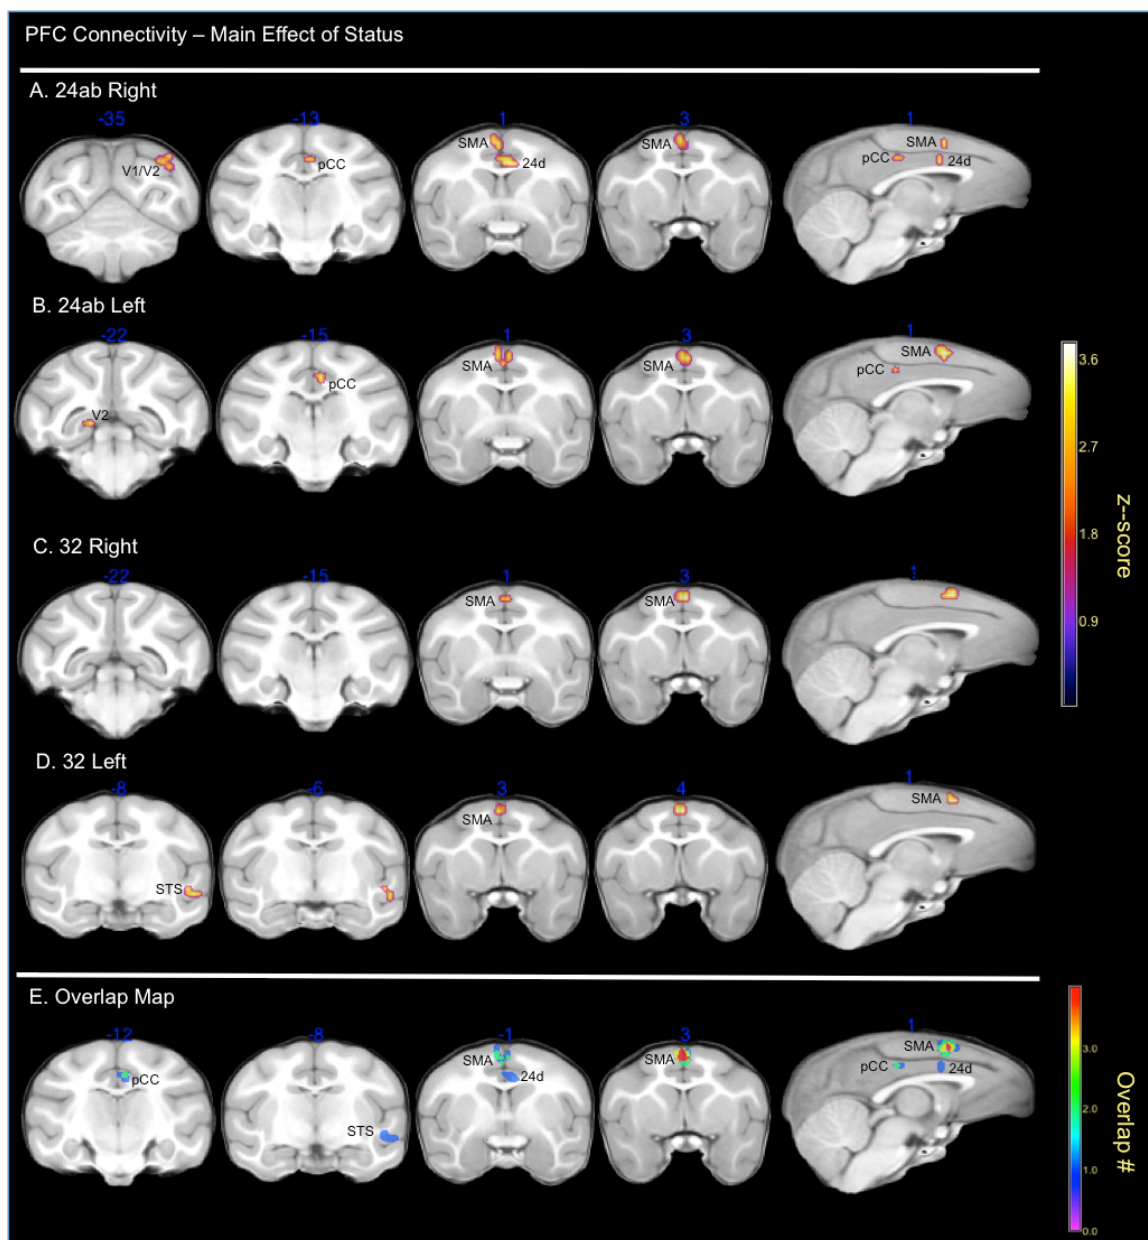 PFC Connectivity – Main Effect of Status
A. 24ab Right
-35 -13 1 3 1
V1/V2 pCC SMA 24d SMA pCC SMA 24d
B. 24ab Left
-22 -15 1 3 1
V2 pCC SMA SMA SMA pCC
3.6
2.7
1.8
0.9
z--score
C. 32 Right
-22 -15 1 3 1
SMA SMA
D. 32 Left
-8 -6 3 4 1
STS SMA SMA
E. Overlap Map
-12 -8 -1 3 1
pCC STS SMA 24d SMA SMA pCC 24d
3.0
2.0
1.0
0.0
Overlap #